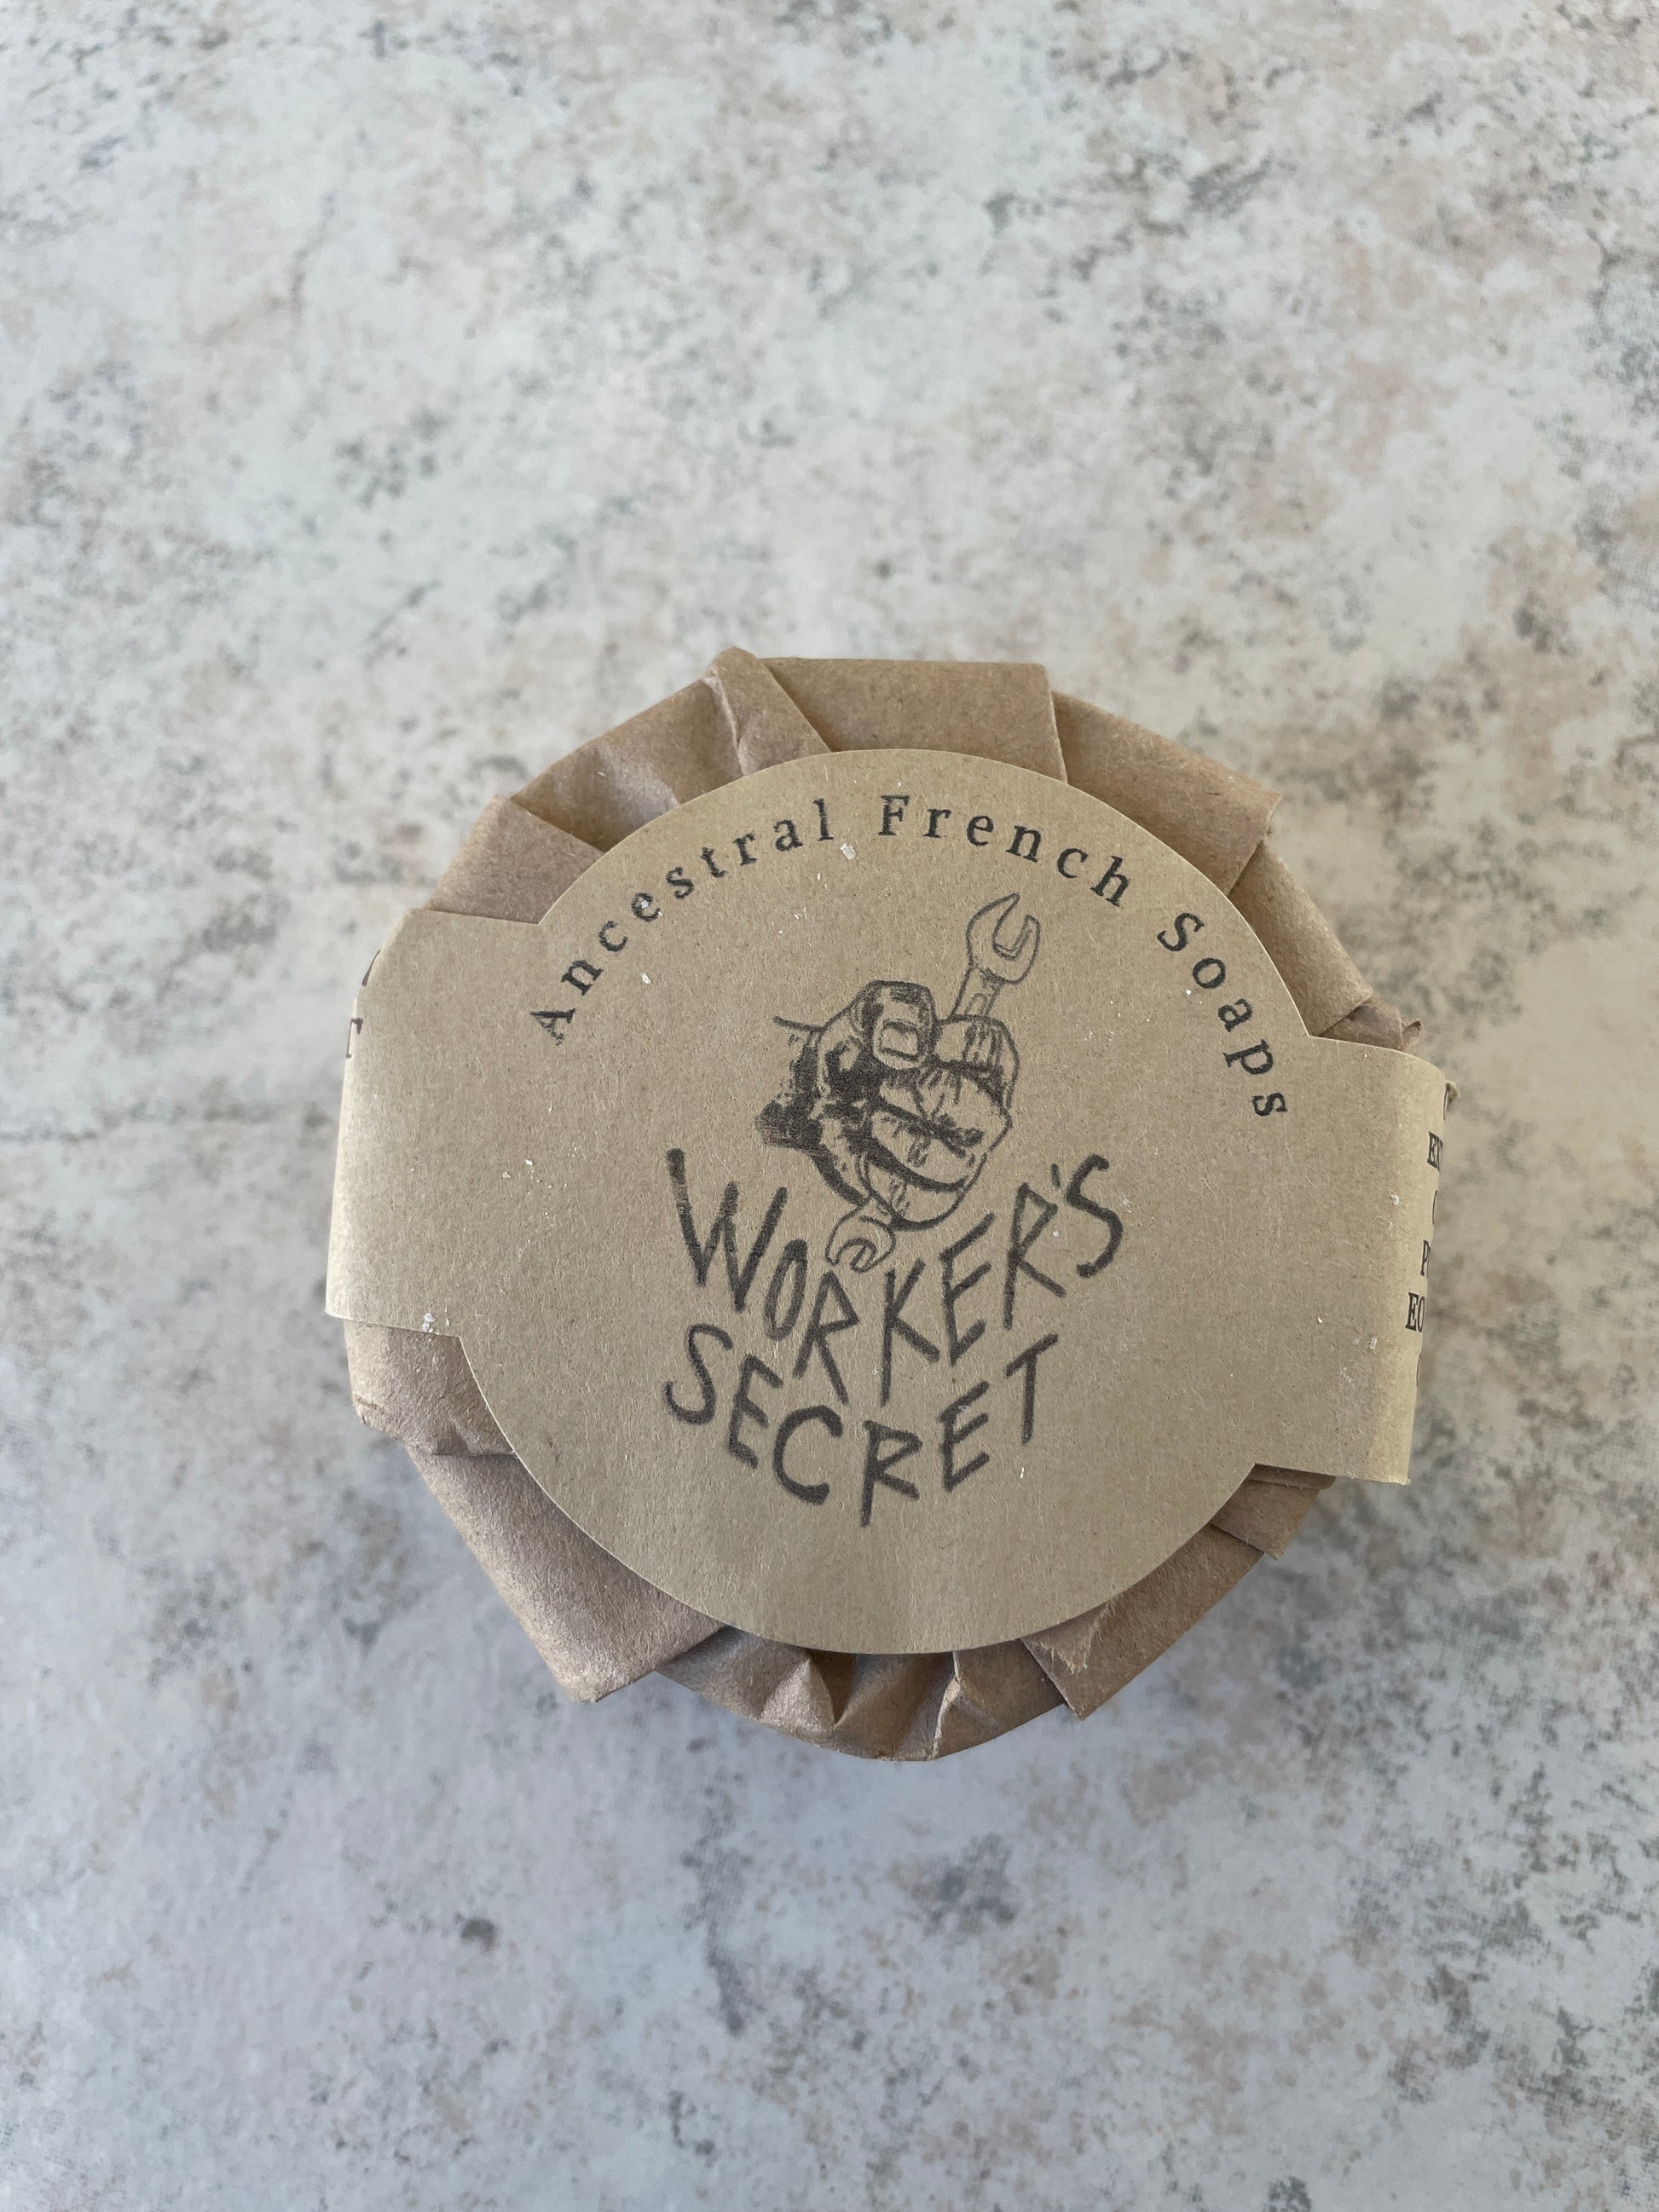 Ancestral French Soaps
WORKER'S
SECRET